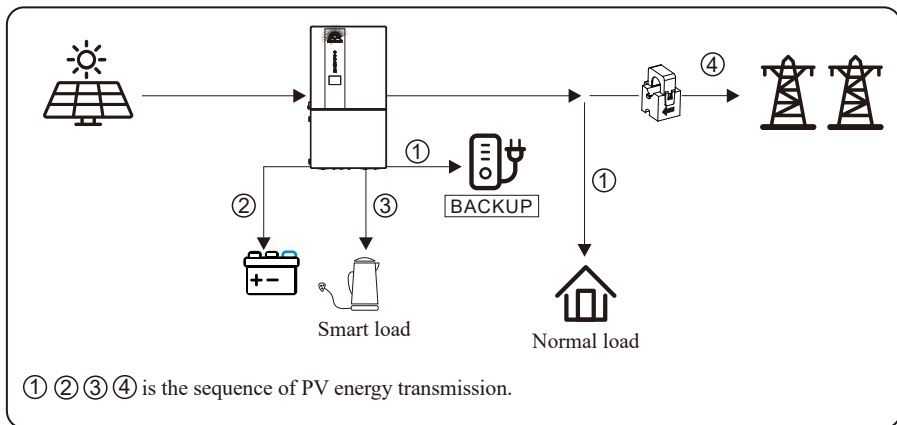 ④
①
①
BACKUP
②
③
+ −
Smart load
Normal load
① ② ③ ④ is the sequence of PV energy transmission.